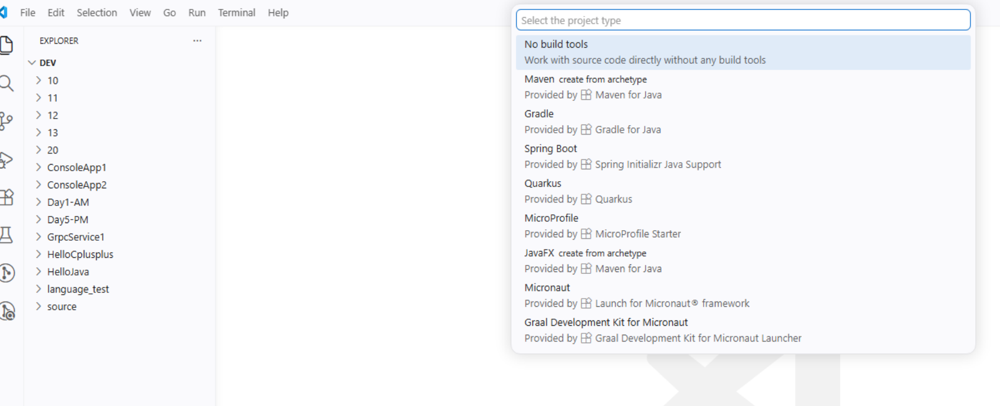 File Edit Selection View Go Run Terminal Help
EXPLORER
DEV
10
11
12
13
20
ConsoleApp1
ConsoleApp2
Day1-AM
Day5-PM
GrpcService1
HelloCplusplus
HelloJava
language_test
source
Select the project type
No build tools
Work with source code directly without any build tools
Maven create from archetype
Provided by Maven for Java
Gradle
Provided by Gradle for Java
Spring Boot
Provided by Spring Initializr Java Support
Quarkus
Provided by Quarkus
MicroProfile
Provided by MicroProfile Starter
JavaFX create from archetype
Provided by Maven for Java
Micronaut
Provided by Launch for Micronaut® framework
Graal Development Kit for Micronaut
Provided by Graal Development Kit for Micronaut Launcher